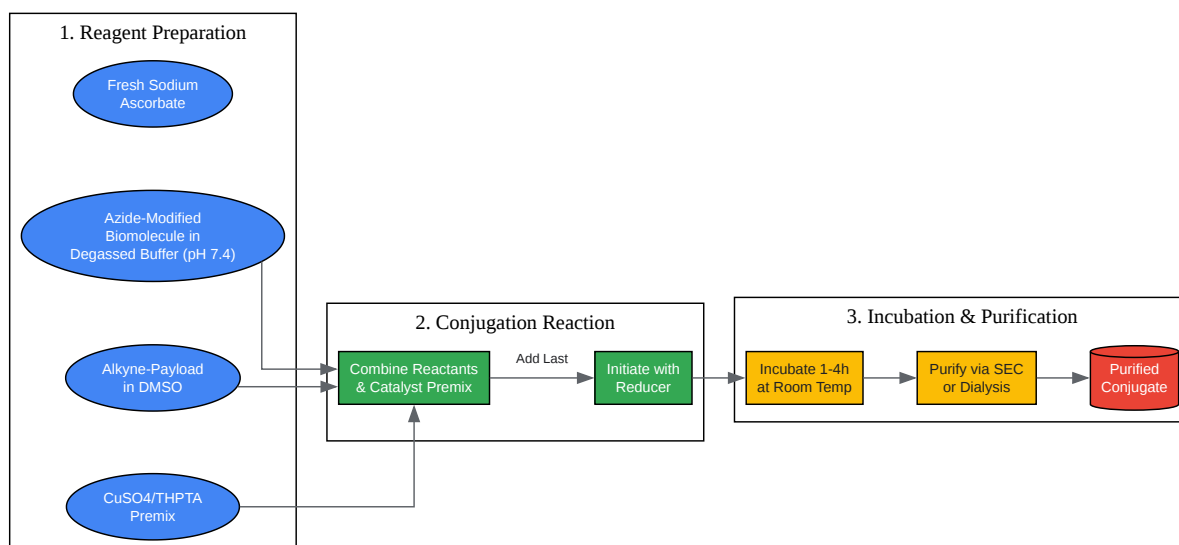 1. Reagent Preparation
Fresh Sodium
Ascorbate
Azide-Modified
Biomolecule in
Degassed Buffer (pH 7.4)
Alkyne-Payload
in DMSO
CuSO4/THPTA
Premix
2. Conjugation Reaction
Combine Reactants
& Catalyst Premix
Add Last
Initiate with
Reducer
3. Incubation & Purification
Incubate 1-4h
at Room Temp
Purify via SEC
or Dialysis
Purified
Conjugate